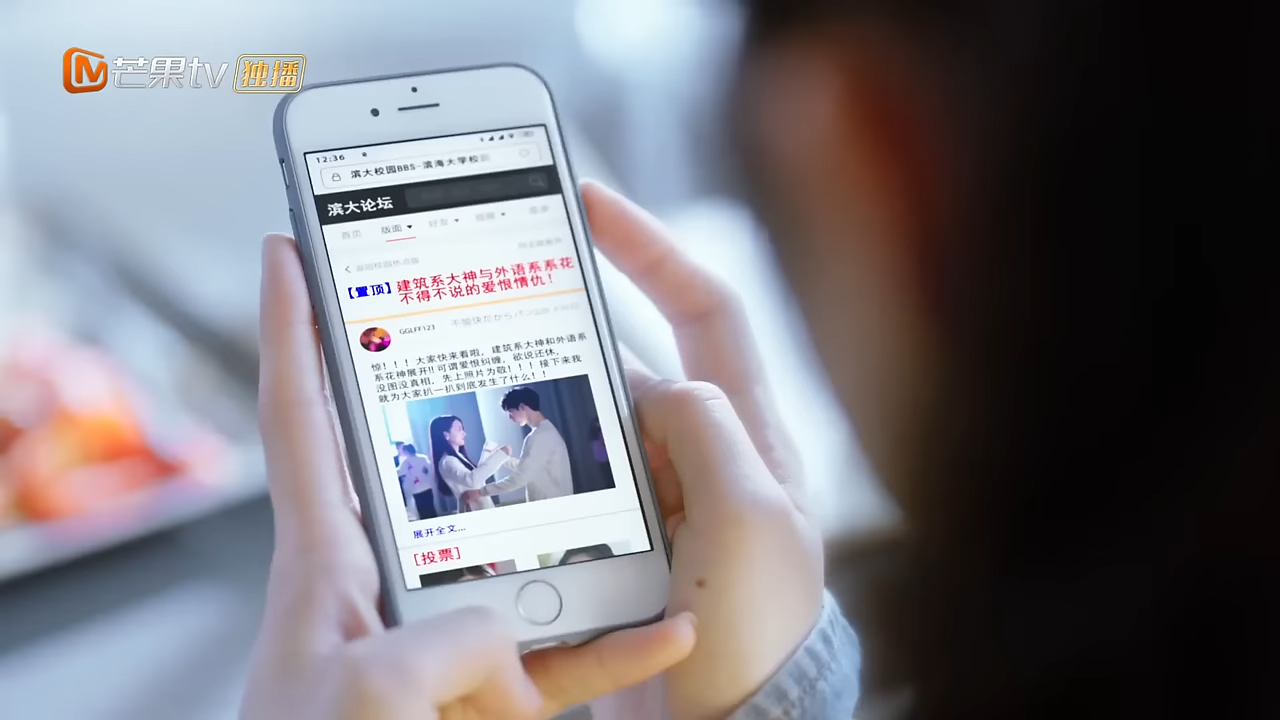 芒果tv 独播
12:36
滨大校园BBS-滨海大学校
滨大论坛
首页 版面 好友
【置顶】建筑系大神与外语系系花
不得不说的爱恨情仇！
GGLFF123
惊！！！大家快来看啦，建筑系大神和外语系
系花神展开!!可谓爱恨纠缠，欲说还休，
没图没真相，先上照片为敬！！！接下来我
就为大家扒一扒到底发生了什么！！
展开全文...
[投票]